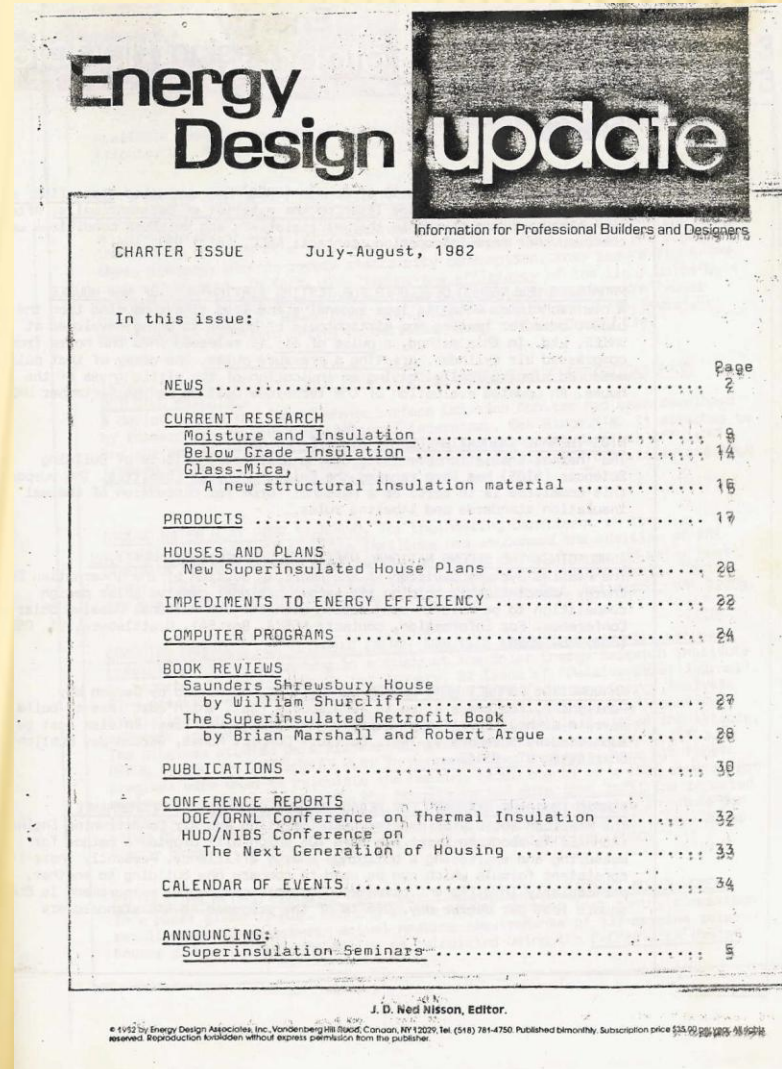 Energy
Design update
Information for Professional Builders and Designers
CHARTER ISSUE July-August, 1982
In this issue:
Page
NEWS ........ 2
CURRENT RESEARCH
Moisture and Insulation ........ 9
Below Grade Insulation ........ 14
Glass-Mica,
A new structural insulation material ........ 16
PRODUCTS ........ 17
HOUSES AND PLANS
New Superinsulated House Plans ........ 20
IMPEDIMENTS TO ENERGY EFFICIENCY ........ 22
COMPUTER PROGRAMS ........ 24
BOOK REVIEWS
Saunders Shrewsbury House
by William Shurcliff ........ 27
The Superinsulated Retrofit Book
by Brian Marshall and Robert Argue ........ 28
PUBLICATIONS ........ 30
CONFERENCE REPORTS
DOE/ORNL Conference on Thermal Insulation ........ 32
HUD/NIBS Conference on
The Next Generation of Housing ........ 33
CALENDAR OF EVENTS ........ 34
ANNOUNCING:
Superinsulation Seminars ........ 5
J. D. Ned Nisson, Editor.
© 1982 by Energy Design Associates, Inc., Vandenberg Hill Road, Canaan, NY 12029, Tel. (518) 781-4750. Published bimonthly. Subscription price $35.00 per year. All rights
reserved. Reproduction forbidden without express permission from the publisher.